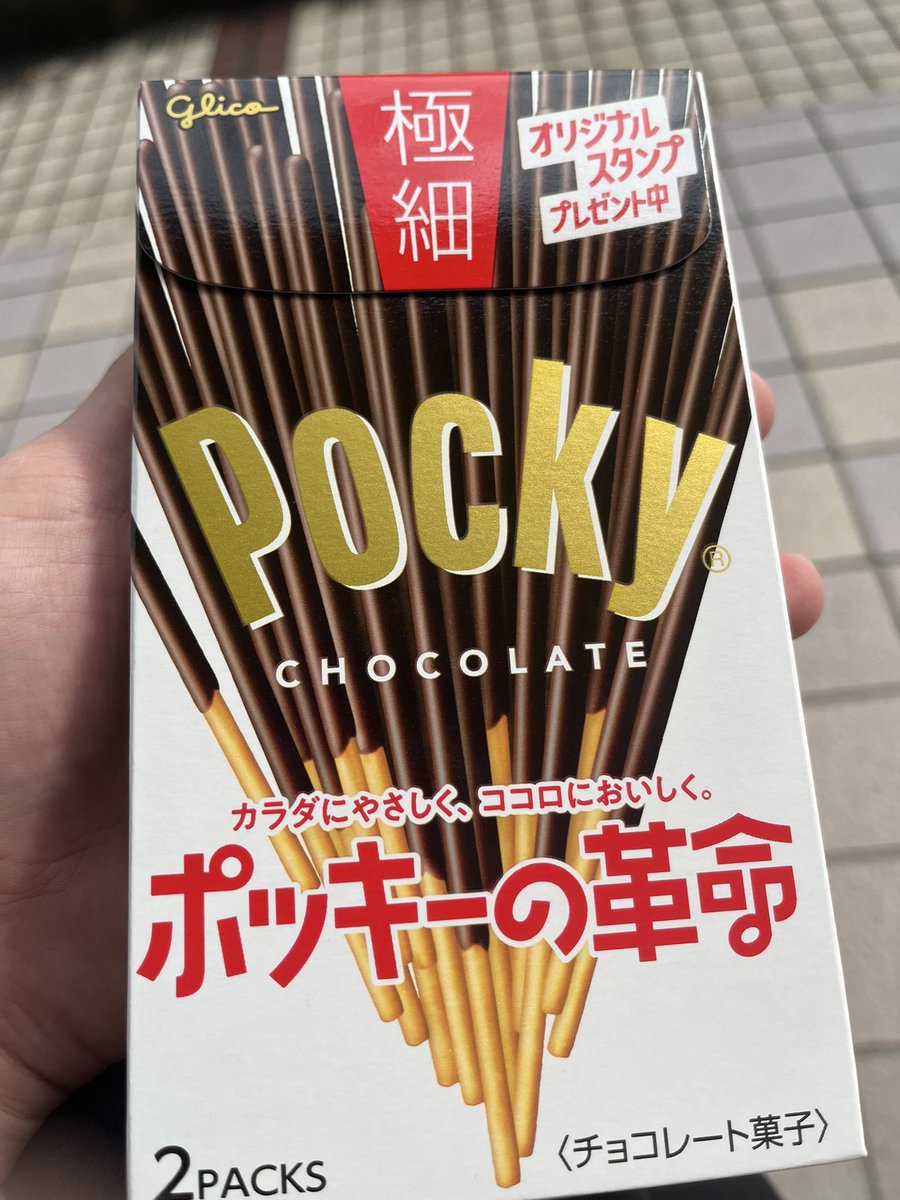 Glico
極細
オリジナル
スタンプ
プレゼント中
Pocky®
CHOCOLATE
カラダにやさしく、ココロにおいしく。
ポッキーの革命
2PACKS
〈チョコレート菓子〉